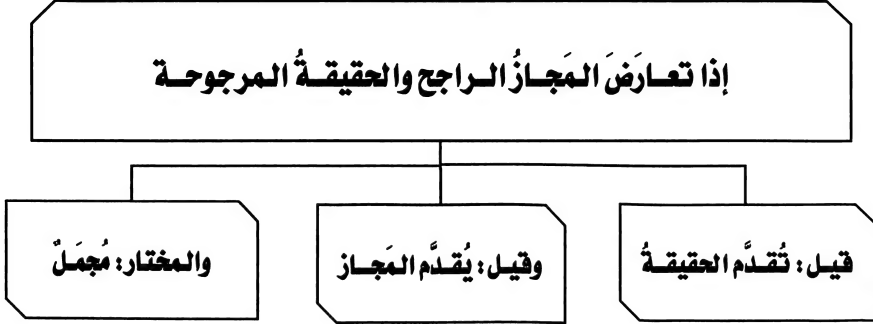 إذا تعارَضَ المَجازُ الراجح والحقيقةُ المرجوحة
قيل: تُقدَّم الحقيقةُ
وقيل: يُقدَّم المَجاز
والمختار: مُجمَلٌ